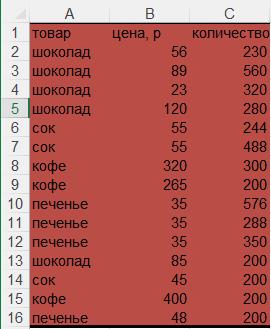 A B C
1 товар цена, р количество
2 шоколад 56 230
3 шоколад 89 560
4 шоколад 23 320
5 шоколад 120 280
6 сок 55 244
7 сок 55 488
8 кофе 320 300
9 кофе 265 200
10 печенье 35 576
11 печенье 35 288
12 печенье 35 350
13 шоколад 85 200
14 сок 45 200
15 кофе 400 200
16 печенье 48 200